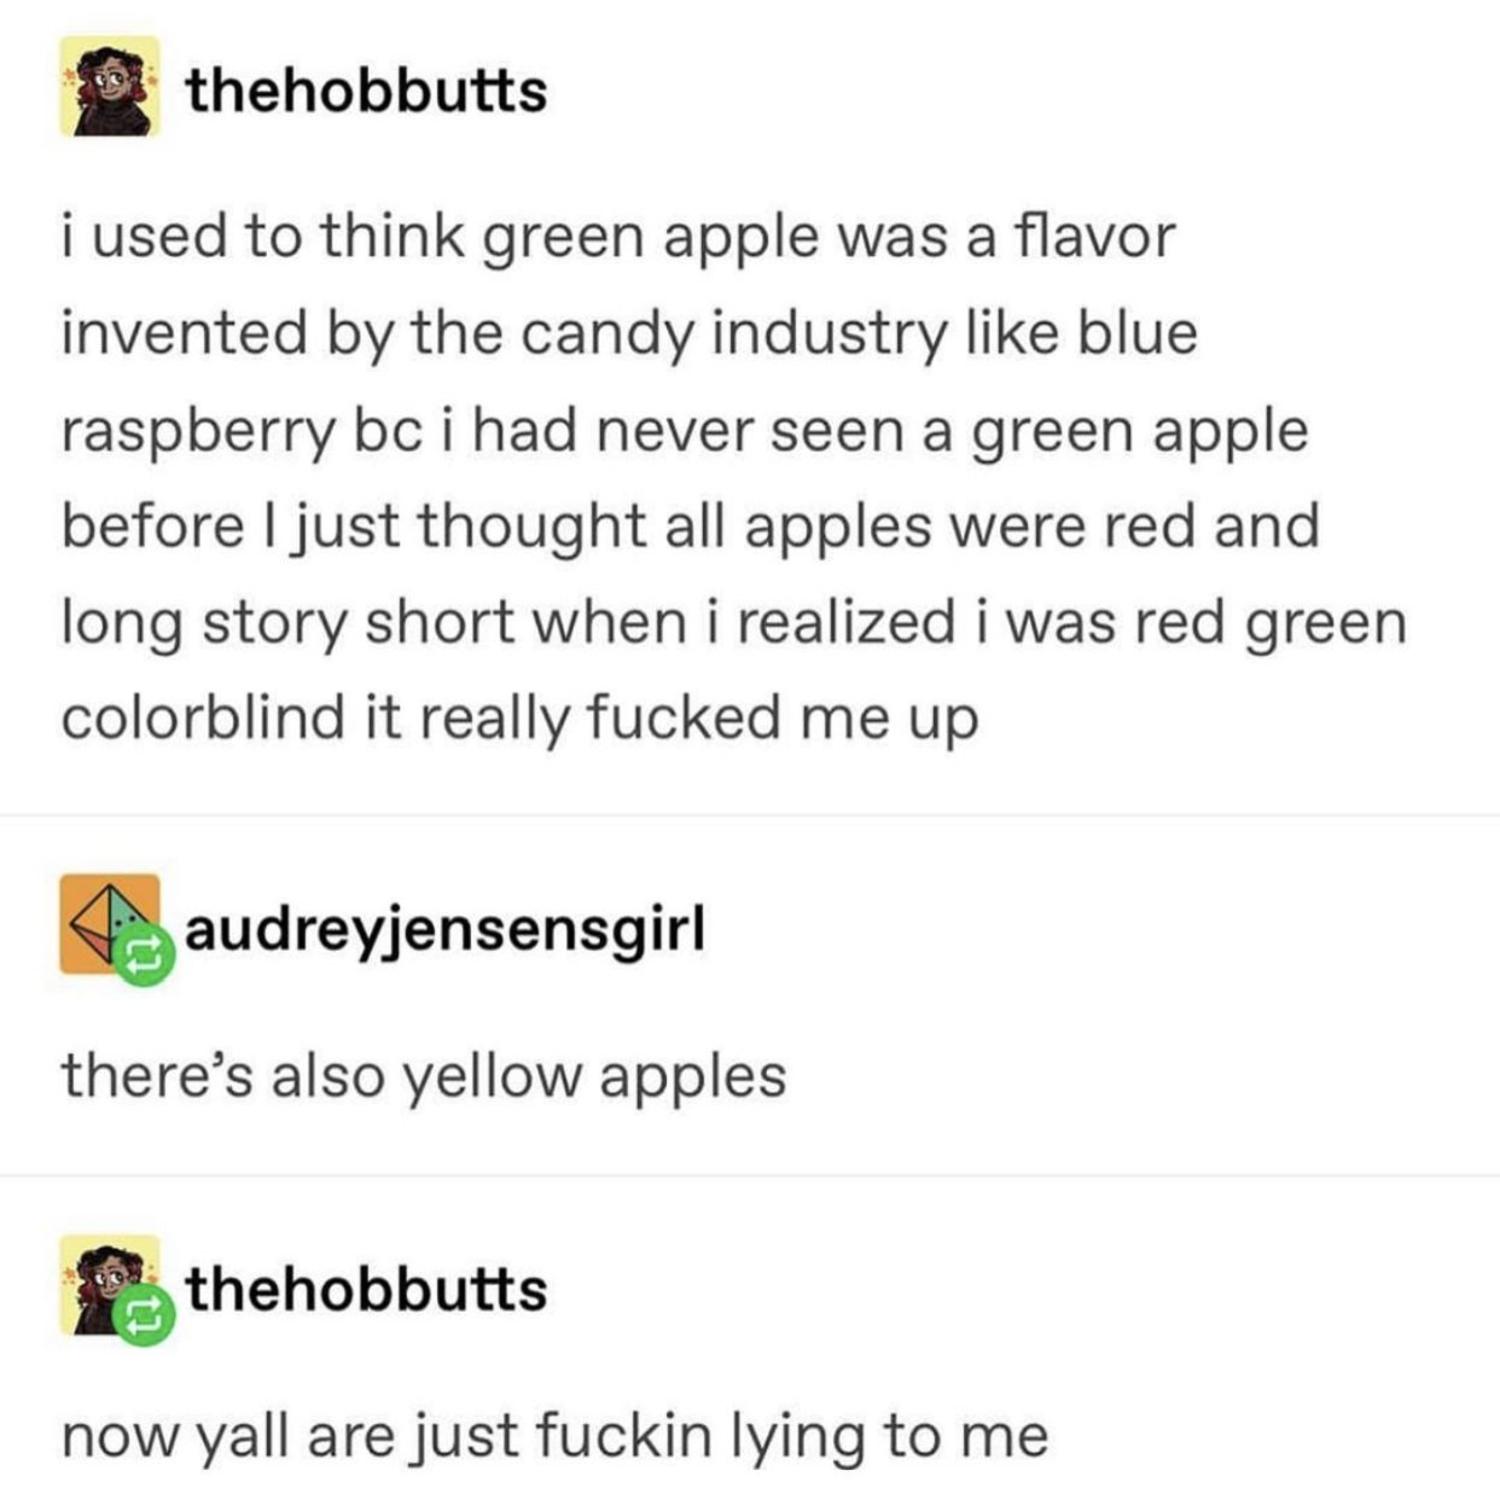 thehobbutts
i used to think green apple was a flavor
invented by the candy industry like blue
raspberry bc i had never seen a green apple
before I just thought all apples were red and
long story short when i realized i was red green
colorblind it really fucked me up
audreyjensensgirl
there’s also yellow apples
thehobbutts
now yall are just fuckin lying to me